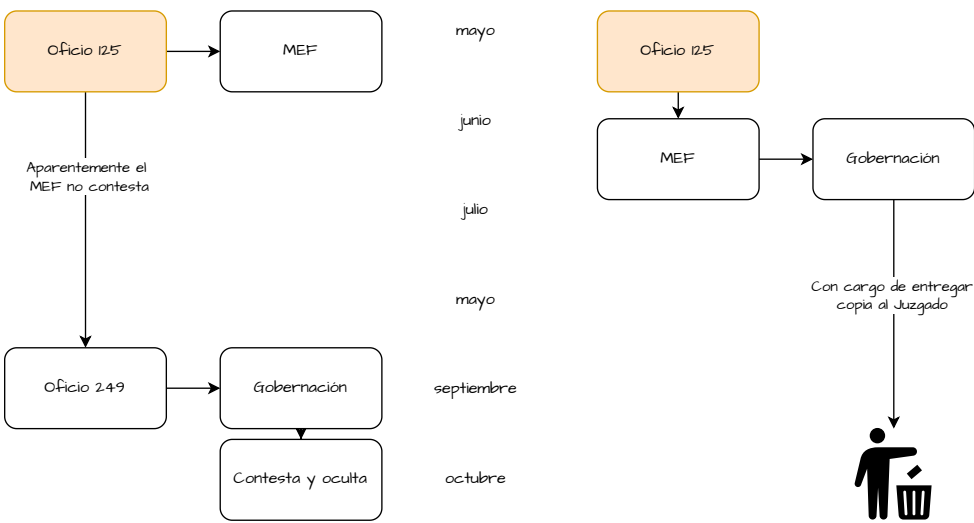 Oficio 125
MEF
mayo
Oficio 125
junio
MEF
Gobernación
Aparentemente el
MEF no contesta
julio
Con cargo de entregar
copia al Juzgado
mayo
Oficio 249
Gobernación
septiembre
Contesta y oculta
octubre